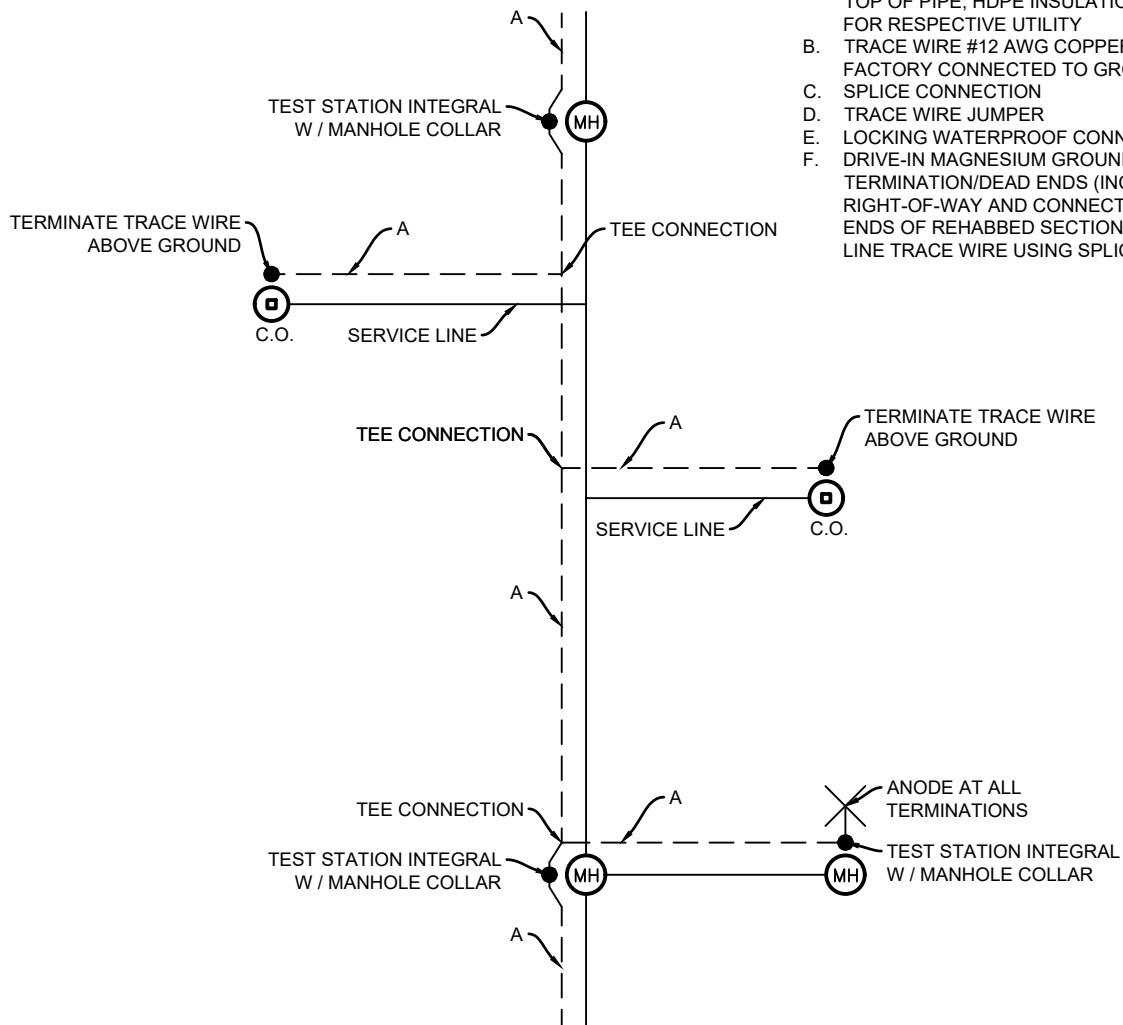 TOP OF PIPE, HDPE INSULATIO
FOR RESPECTIVE UTILITY
B. TRACE WIRE #12 AWG COPPER
FACTORY CONNECTED TO GRO
C. SPLICE CONNECTION
D. TRACE WIRE JUMPER
E. LOCKING WATERPROOF CONN
F. DRIVE-IN MAGNESIUM GROUN
TERMINATION/DEAD ENDS (INC
RIGHT-OF-WAY AND CONNECT
ENDS OF REHABBED SECTION
LINE TRACE WIRE USING SPLIC
A
TEST STATION INTEGRAL
W / MANHOLE COLLAR
MH
TERMINATE TRACE WIRE
ABOVE GROUND
A
TEE CONNECTION
C.O.
SERVICE LINE
TEE CONNECTION
A
TERMINATE TRACE WIRE
ABOVE GROUND
SERVICE LINE
C.O.
A
TEE CONNECTION
A
ANODE AT ALL
TERMINATIONS
TEST STATION INTEGRAL
W / MANHOLE COLLAR
MH
MH
TEST STATION INTEGRAL
W / MANHOLE COLLAR
A